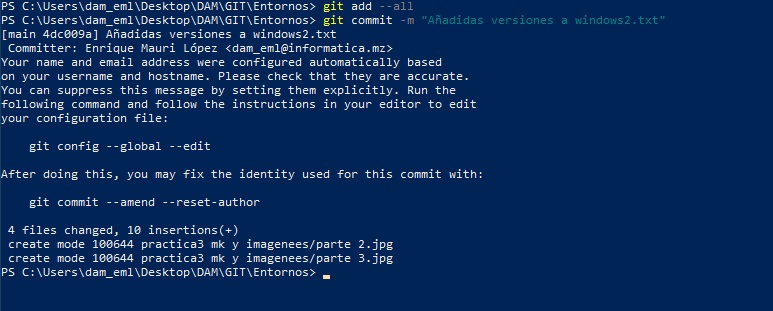 PS C:\Users\dam_eml\Desktop\DAM\GIT\Entornos> git add --all
PS C:\Users\dam_eml\Desktop\DAM\GIT\Entornos> git commit -m "Añadidas versiones a windows2.txt"
[main 4dc009a] Añadidas versiones a windows2.txt
 Committer: Enrique Mauri López <dam_eml@informatica.mz>
Your name and email address were configured automatically based
on your username and hostname. Please check that they are accurate.
You can suppress this message by setting them explicitly. Run the
following command and follow the instructions in your editor to edit
your configuration file:

    git config --global --edit

After doing this, you may fix the identity used for this commit with:

    git commit --amend --reset-author

 4 files changed, 10 insertions(+)
 create mode 100644 practica3 mk y imagenees/parte 2.jpg
 create mode 100644 practica3 mk y imagenees/parte 3.jpg
PS C:\Users\dam_eml\Desktop\DAM\GIT\Entornos>